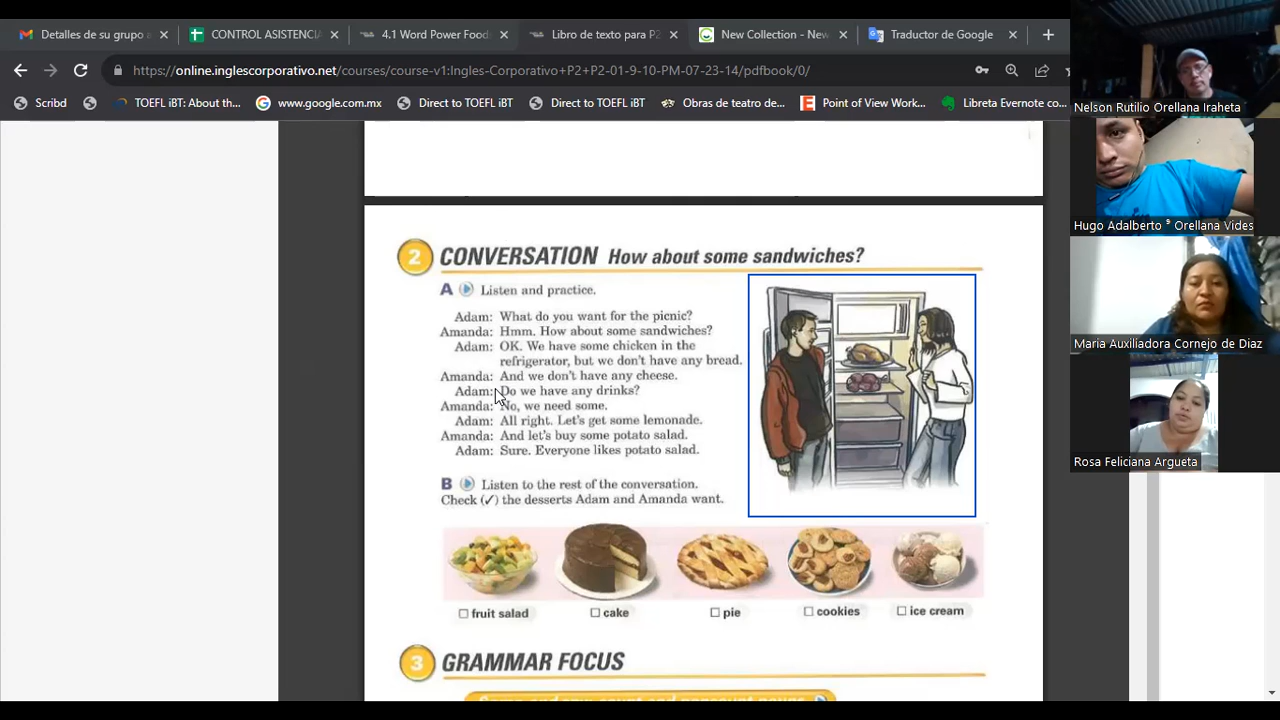 Detalles de su grupo
CONTROL ASISTENCIA
4.1 Word Power Food
Libro de texto para P2
New Collection - New
Traductor de Google
https://online.inglescorporativo.net/courses/course-v1:Ingles-Corporativo+P2+P2-01-9-10-PM-07-23-14/pdfbook/0/
Scribd
TOEFL iBT: About th...
www.google.com.mx
Direct to TOEFL iBT
Direct to TOEFL iBT
Obras de teatro de...
Point of View Work...
Libreta Evernote co...
2 CONVERSATION How about some sandwiches?
A Listen and practice.
Adam: What do you want for the picnic?
Amanda: Hmm. How about some sandwiches?
Adam: OK. We have some chicken in the
refrigerator, but we don't have any bread.
Amanda: And we don't have any cheese.
Adam: Do we have any drinks?
Amanda: No, we need some.
Adam: All right. Let's get some lemonade.
Amanda: And let's buy some potato salad.
Adam: Sure. Everyone likes potato salad.
B Listen to the rest of the conversation.
Check (✓) the desserts Adam and Amanda want.
fruit salad
cake
pie
cookies
ice cream
3 GRAMMAR FOCUS
Nelson Rutilio Orellana Iraheta
Hugo Adalberto ° Orellana Vides
Maria Auxiliadora Cornejo de Diaz
Rosa Feliciana Argueta